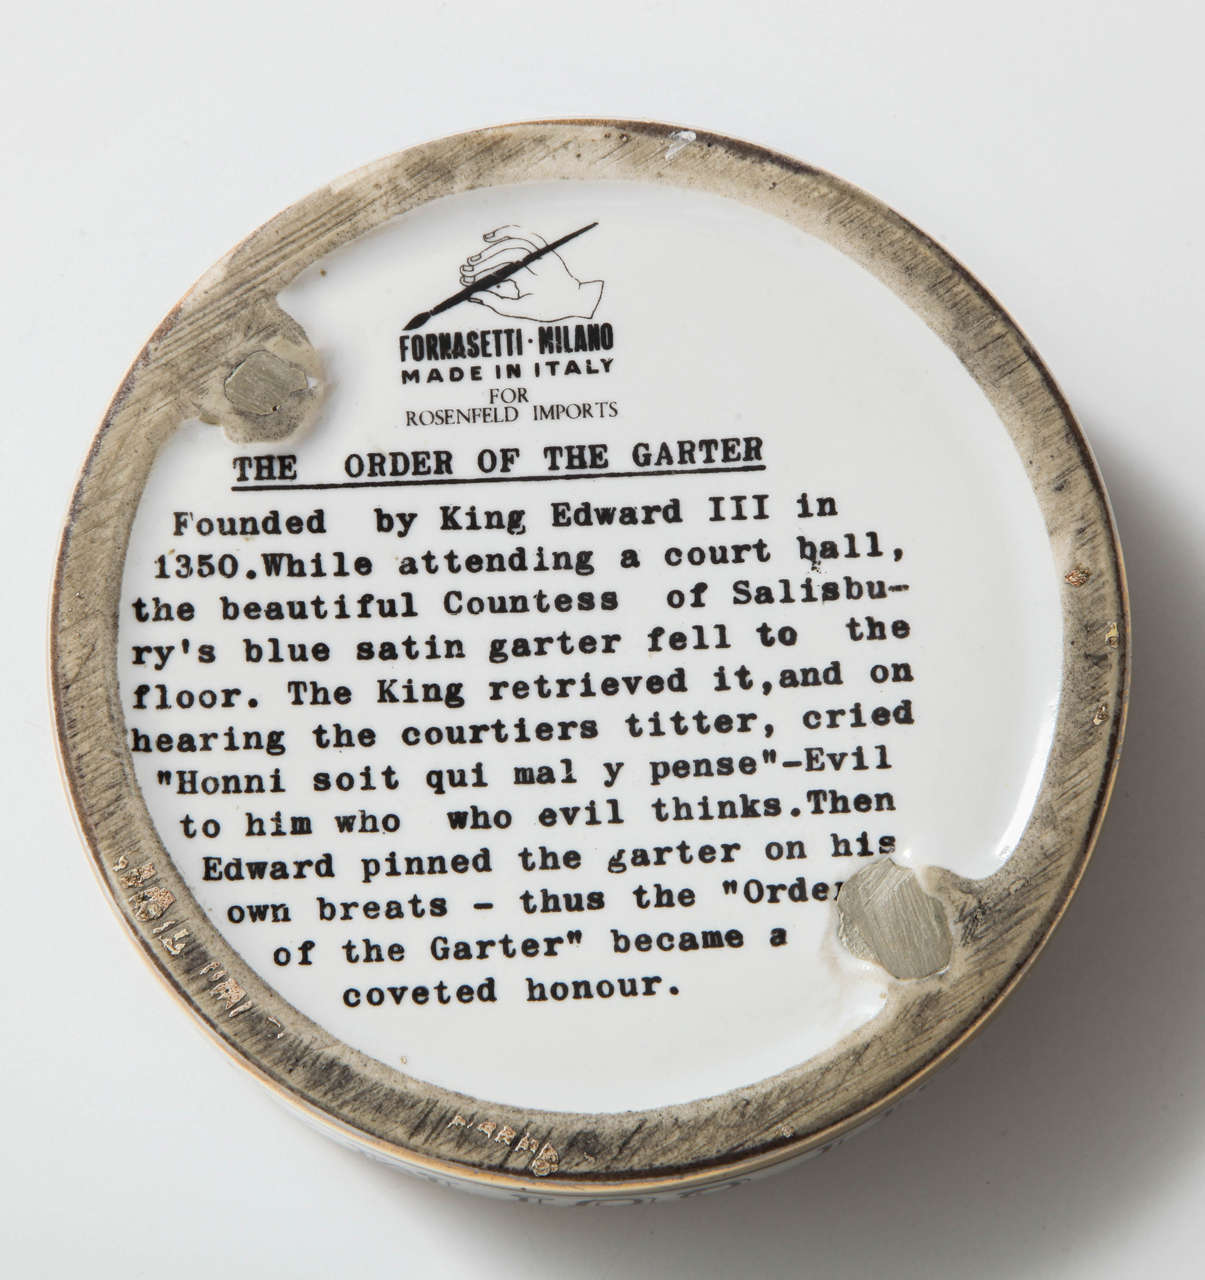 FORNASETTI · MILANO
MADE IN ITALY
FOR
ROSENFELD IMPORTS
THE ORDER OF THE GARTER
Founded by King Edward III in
1350.While attending a court ball,
the beautiful Countess of Salisbu-
ry's blue satin garter fell to the
floor. The King retrieved it,and on
hearing the courtiers titter, cried
"Honni soit qui mal y pense"-Evil
to him who who evil thinks.Then
Edward pinned the garter on his
own breats - thus the "Order
of the Garter" became a
coveted honour.